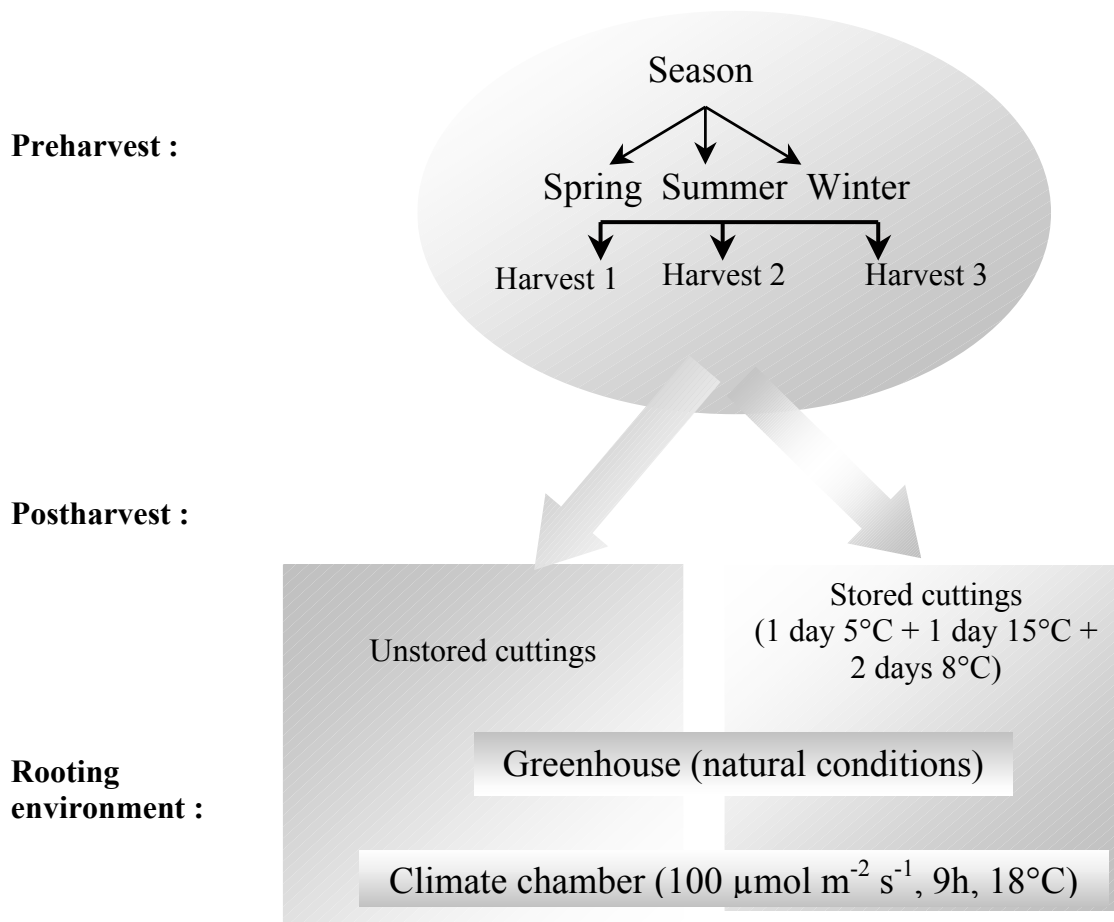 Season
Preharvest :
Spring Summer Winter
Harvest 1 Harvest 2 Harvest 3
Postharvest :
Unstored cuttings
Stored cuttings
(1 day 5°C + 1 day 15°C +
2 days 8°C)
Rooting
environment :
Greenhouse (natural conditions)
Climate chamber (100 µmol m⁻² s⁻¹, 9h, 18°C)